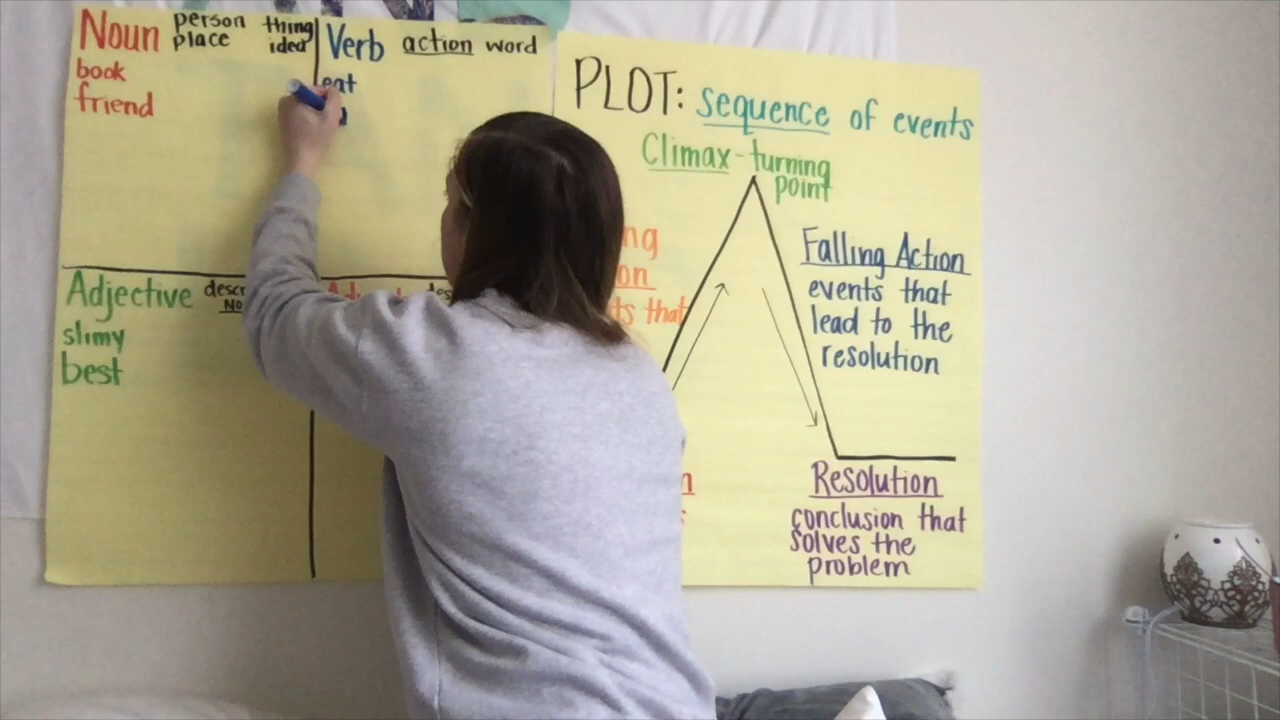 Noun person thing
place idea
book
friend
Verb action word
eat
Adjective
slimy
best
PLOT: sequence of events
Climax - turning
point
that
Falling Action
events that
lead to the
resolution
Resolution
conclusion that
solves the
problem